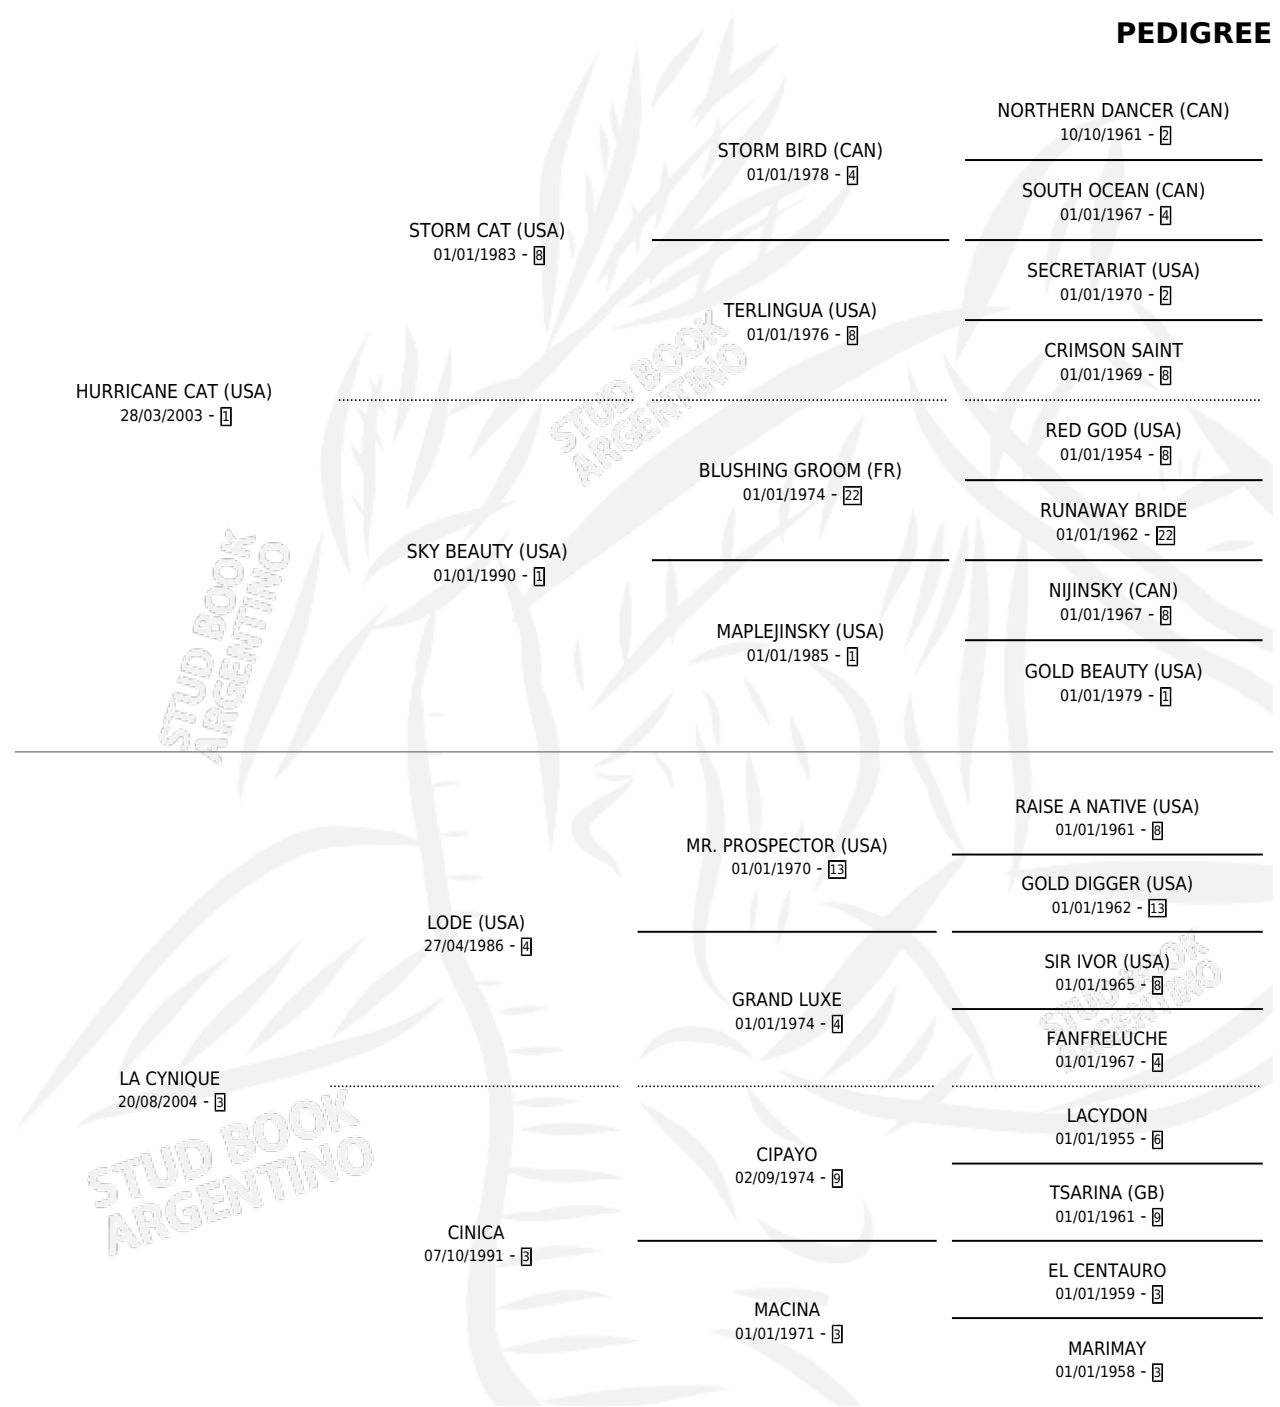 PEDIGREE
NORTHERN DANCER (CAN)
10/10/1961 - 2
STORM BIRD (CAN)
01/01/1978 - 4
SOUTH OCEAN (CAN)
01/01/1967 - 4
STORM CAT (USA)
01/01/1983 - 8
SECRETARIAT (USA)
01/01/1970 - 2
TERLINGUA (USA)
01/01/1976 - 8
CRIMSON SAINT
01/01/1969 - 8
HURRICANE CAT (USA)
28/03/2003 - 1
RED GOD (USA)
01/01/1954 - 8
BLUSHING GROOM (FR)
01/01/1974 - 22
RUNAWAY BRIDE
01/01/1962 - 22
SKY BEAUTY (USA)
01/01/1990 - 1
NIJINSKY (CAN)
01/01/1967 - 8
MAPLEJINSKY (USA)
01/01/1985 - 1
GOLD BEAUTY (USA)
01/01/1979 - 1
RAISE A NATIVE (USA)
01/01/1961 - 8
MR. PROSPECTOR (USA)
01/01/1970 - 13
GOLD DIGGER (USA)
01/01/1962 - 13
LODE (USA)
27/04/1986 - 4
SIR IVOR (USA)
01/01/1965 - 8
GRAND LUXE
01/01/1974 - 4
FANFRELUCHE
01/01/1967 - 4
LA CYNIQUE
20/08/2004 - 3
LACYDON
01/01/1955 - 6
CIPAYO
02/09/1974 - 9
TSARINA (GB)
01/01/1961 - 9
CINICA
07/10/1991 - 3
EL CENTAURO
01/01/1959 - 3
MACINA
01/01/1971 - 3
MARIMAY
01/01/1958 - 3
STUD BOOK
ARGENTINO
STUD BOOK
ARGENTINO
STUD BOOK
ARGENTINO
STUD BOOK
ARGENTINO